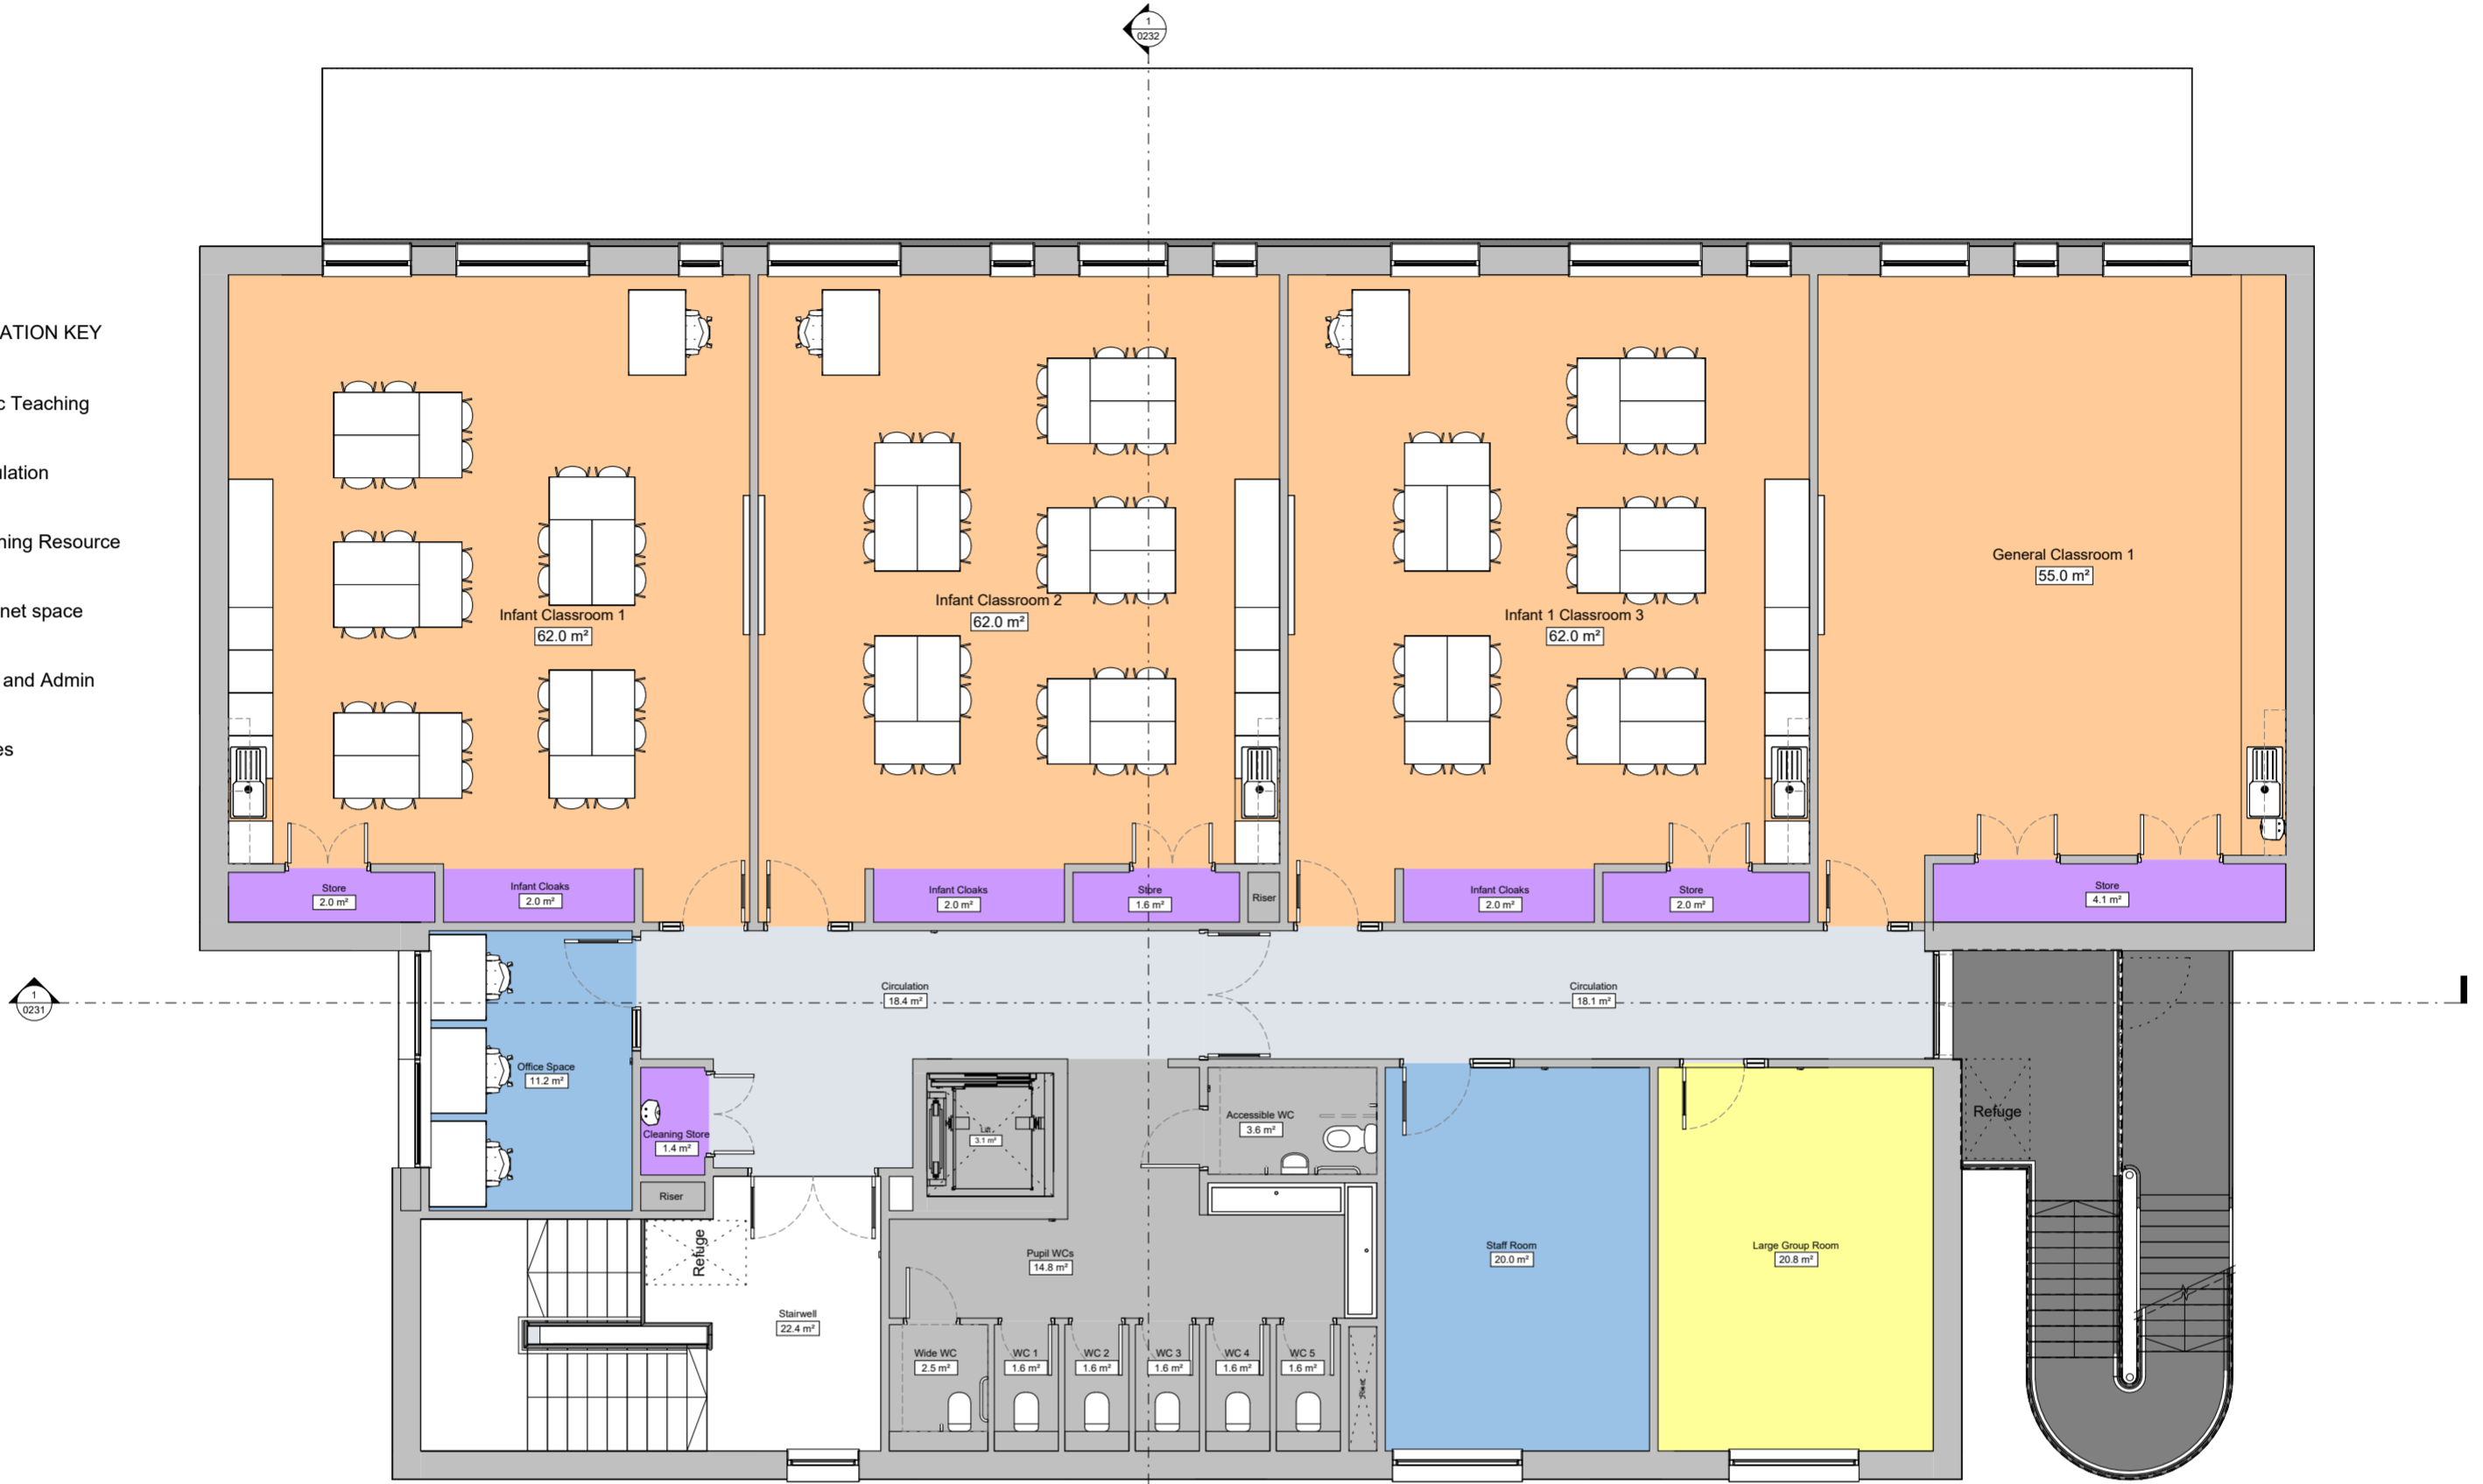 1
0232
ATION KEY
Teaching
ulation
ning Resource
net space
and Admin
es
Infant Classroom 1
62.0 m²
Infant Classroom 2
62.0 m²
Infant 1 Classroom 3
62.0 m²
General Classroom 1
55.0 m²
Store
2.0 m²
Infant Cloaks
2.0 m²
Infant Cloaks
2.0 m²
Store
1.6 m²
Riser
Infant Cloaks
2.0 m²
Store
2.0 m²
Store
4.1 m²
1
0231
Circulation
18.4 m²
Circulation
18.1 m²
Office Space
11.2 m²
Cleaning Store
1.4 m²
Riser
3.1 m²
Accessible WC
3.6 m²
Refuge
Refuge
Pupil WCs
14.8 m²
Staff Room
20.0 m²
Large Group Room
20.8 m²
Stairwell
22.4 m²
Wide WC
2.5 m²
WC 1
1.6 m²
WC 2
1.6 m²
WC 3
1.6 m²
WC 4
1.6 m²
WC 5
1.6 m²